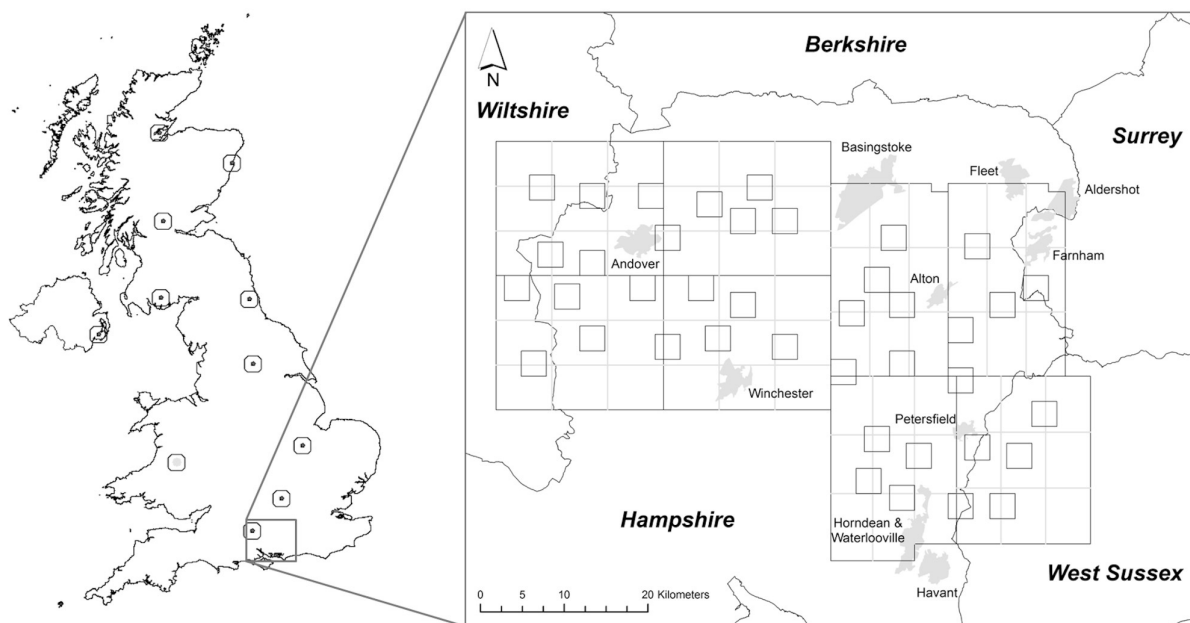 Berkshire
N
Wiltshire
Surrey
Basingstoke
Fleet
Aldershot
Farnham
Andover
Alton
Winchester
Petersfield
Hampshire
Horndean &
Waterlooville
West Sussex
Havant
0 5 10 20 Kilometers